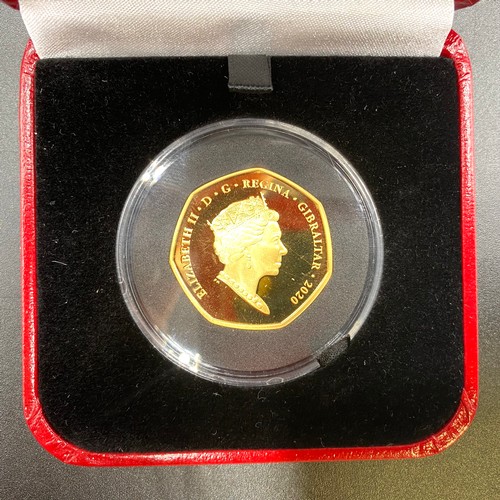 ELIZABETH II · D · G · REGINA · GIBRALTAR · 2020